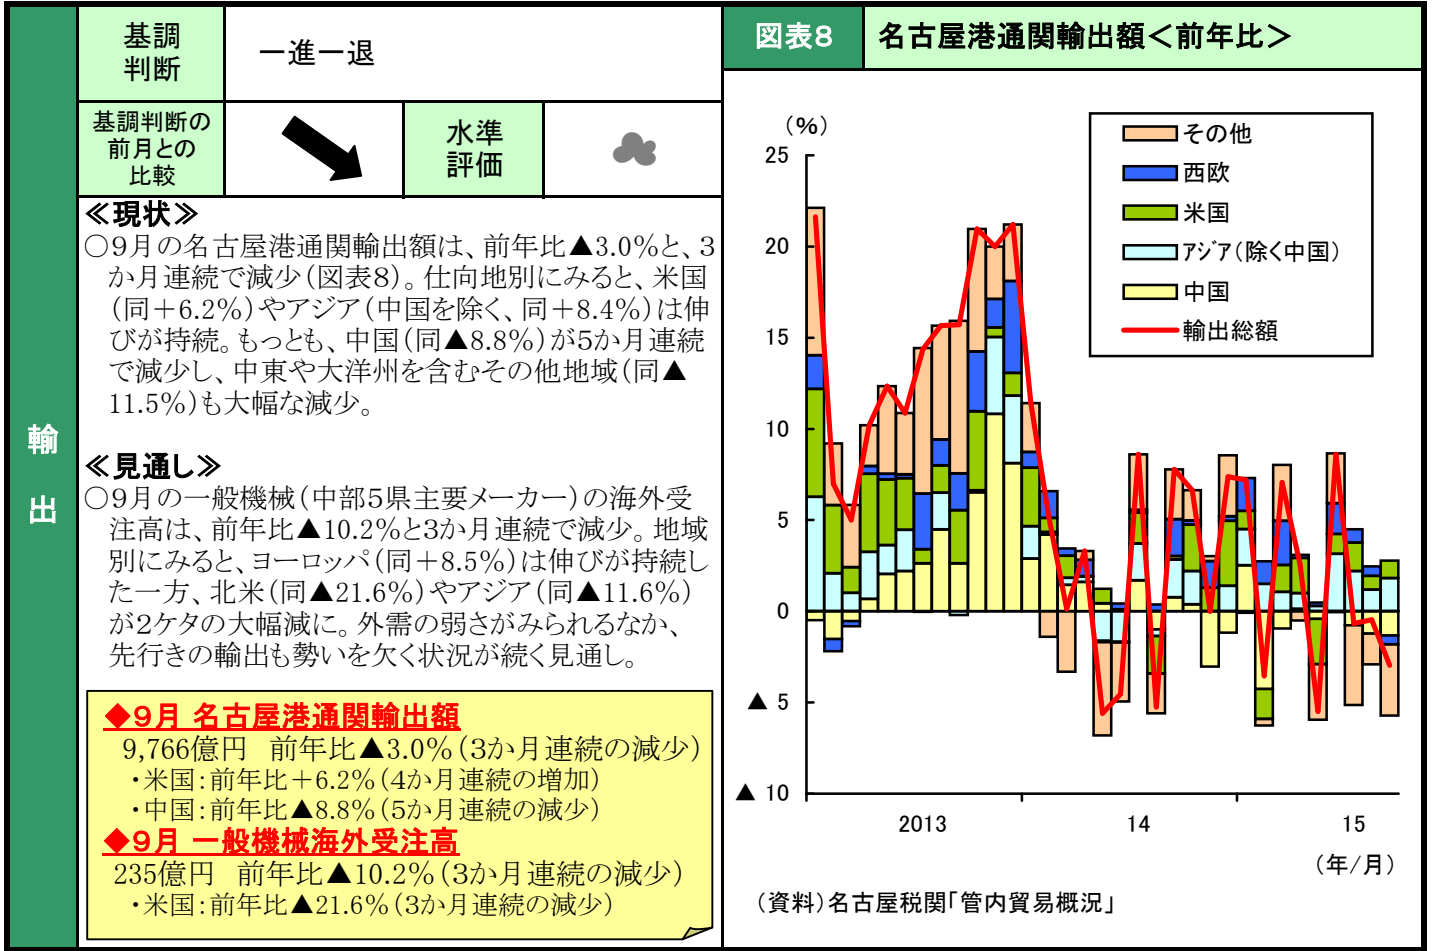 輸
出
基調
判断
一進一退
基調判断の
前月との
比較
水準
評価
≪現状≫
○9月の名古屋港通関輸出額は、前年比▲3.0%と、3
か月連続で減少(図表8)。仕向地別にみると、米国
(同+6.2%)やアジア(中国を除く、同+8.4%)は伸
びが持続。もっとも、中国(同▲8.8%)が5か月連続
で減少し、中東や大洋州を含むその他地域(同▲
11.5%)も大幅な減少。
≪見通し≫
○9月の一般機械(中部5県主要メーカー)の海外受
注高は、前年比▲10.2%と3か月連続で減少。地域
別にみると、ヨーロッパ(同+8.5%)は伸びが持続し
た一方、北米(同▲21.6%)やアジア(同▲11.6%)
が2ケタの大幅減に。外需の弱さがみられるなか、
先行きの輸出も勢いを欠く状況が続く見通し。
◆9月 名古屋港通関輸出額
9,766億円 前年比▲3.0%(3か月連続の減少)
・米国:前年比+6.2%(4か月連続の増加)
・中国:前年比▲8.8%(5か月連続の減少)
◆9月 一般機械海外受注高
235億円 前年比▲10.2%(3か月連続の減少)
・米国:前年比▲21.6%(3か月連続の減少)
図表8
名古屋港通関輸出額<前年比>
(%)
25
20
15
10
5
0
▲ 5
▲ 10
その他
西欧
米国
アジア(除く中国)
中国
輸出総額
2013
14
15
(年/月)
(資料)名古屋税関「管内貿易概況」